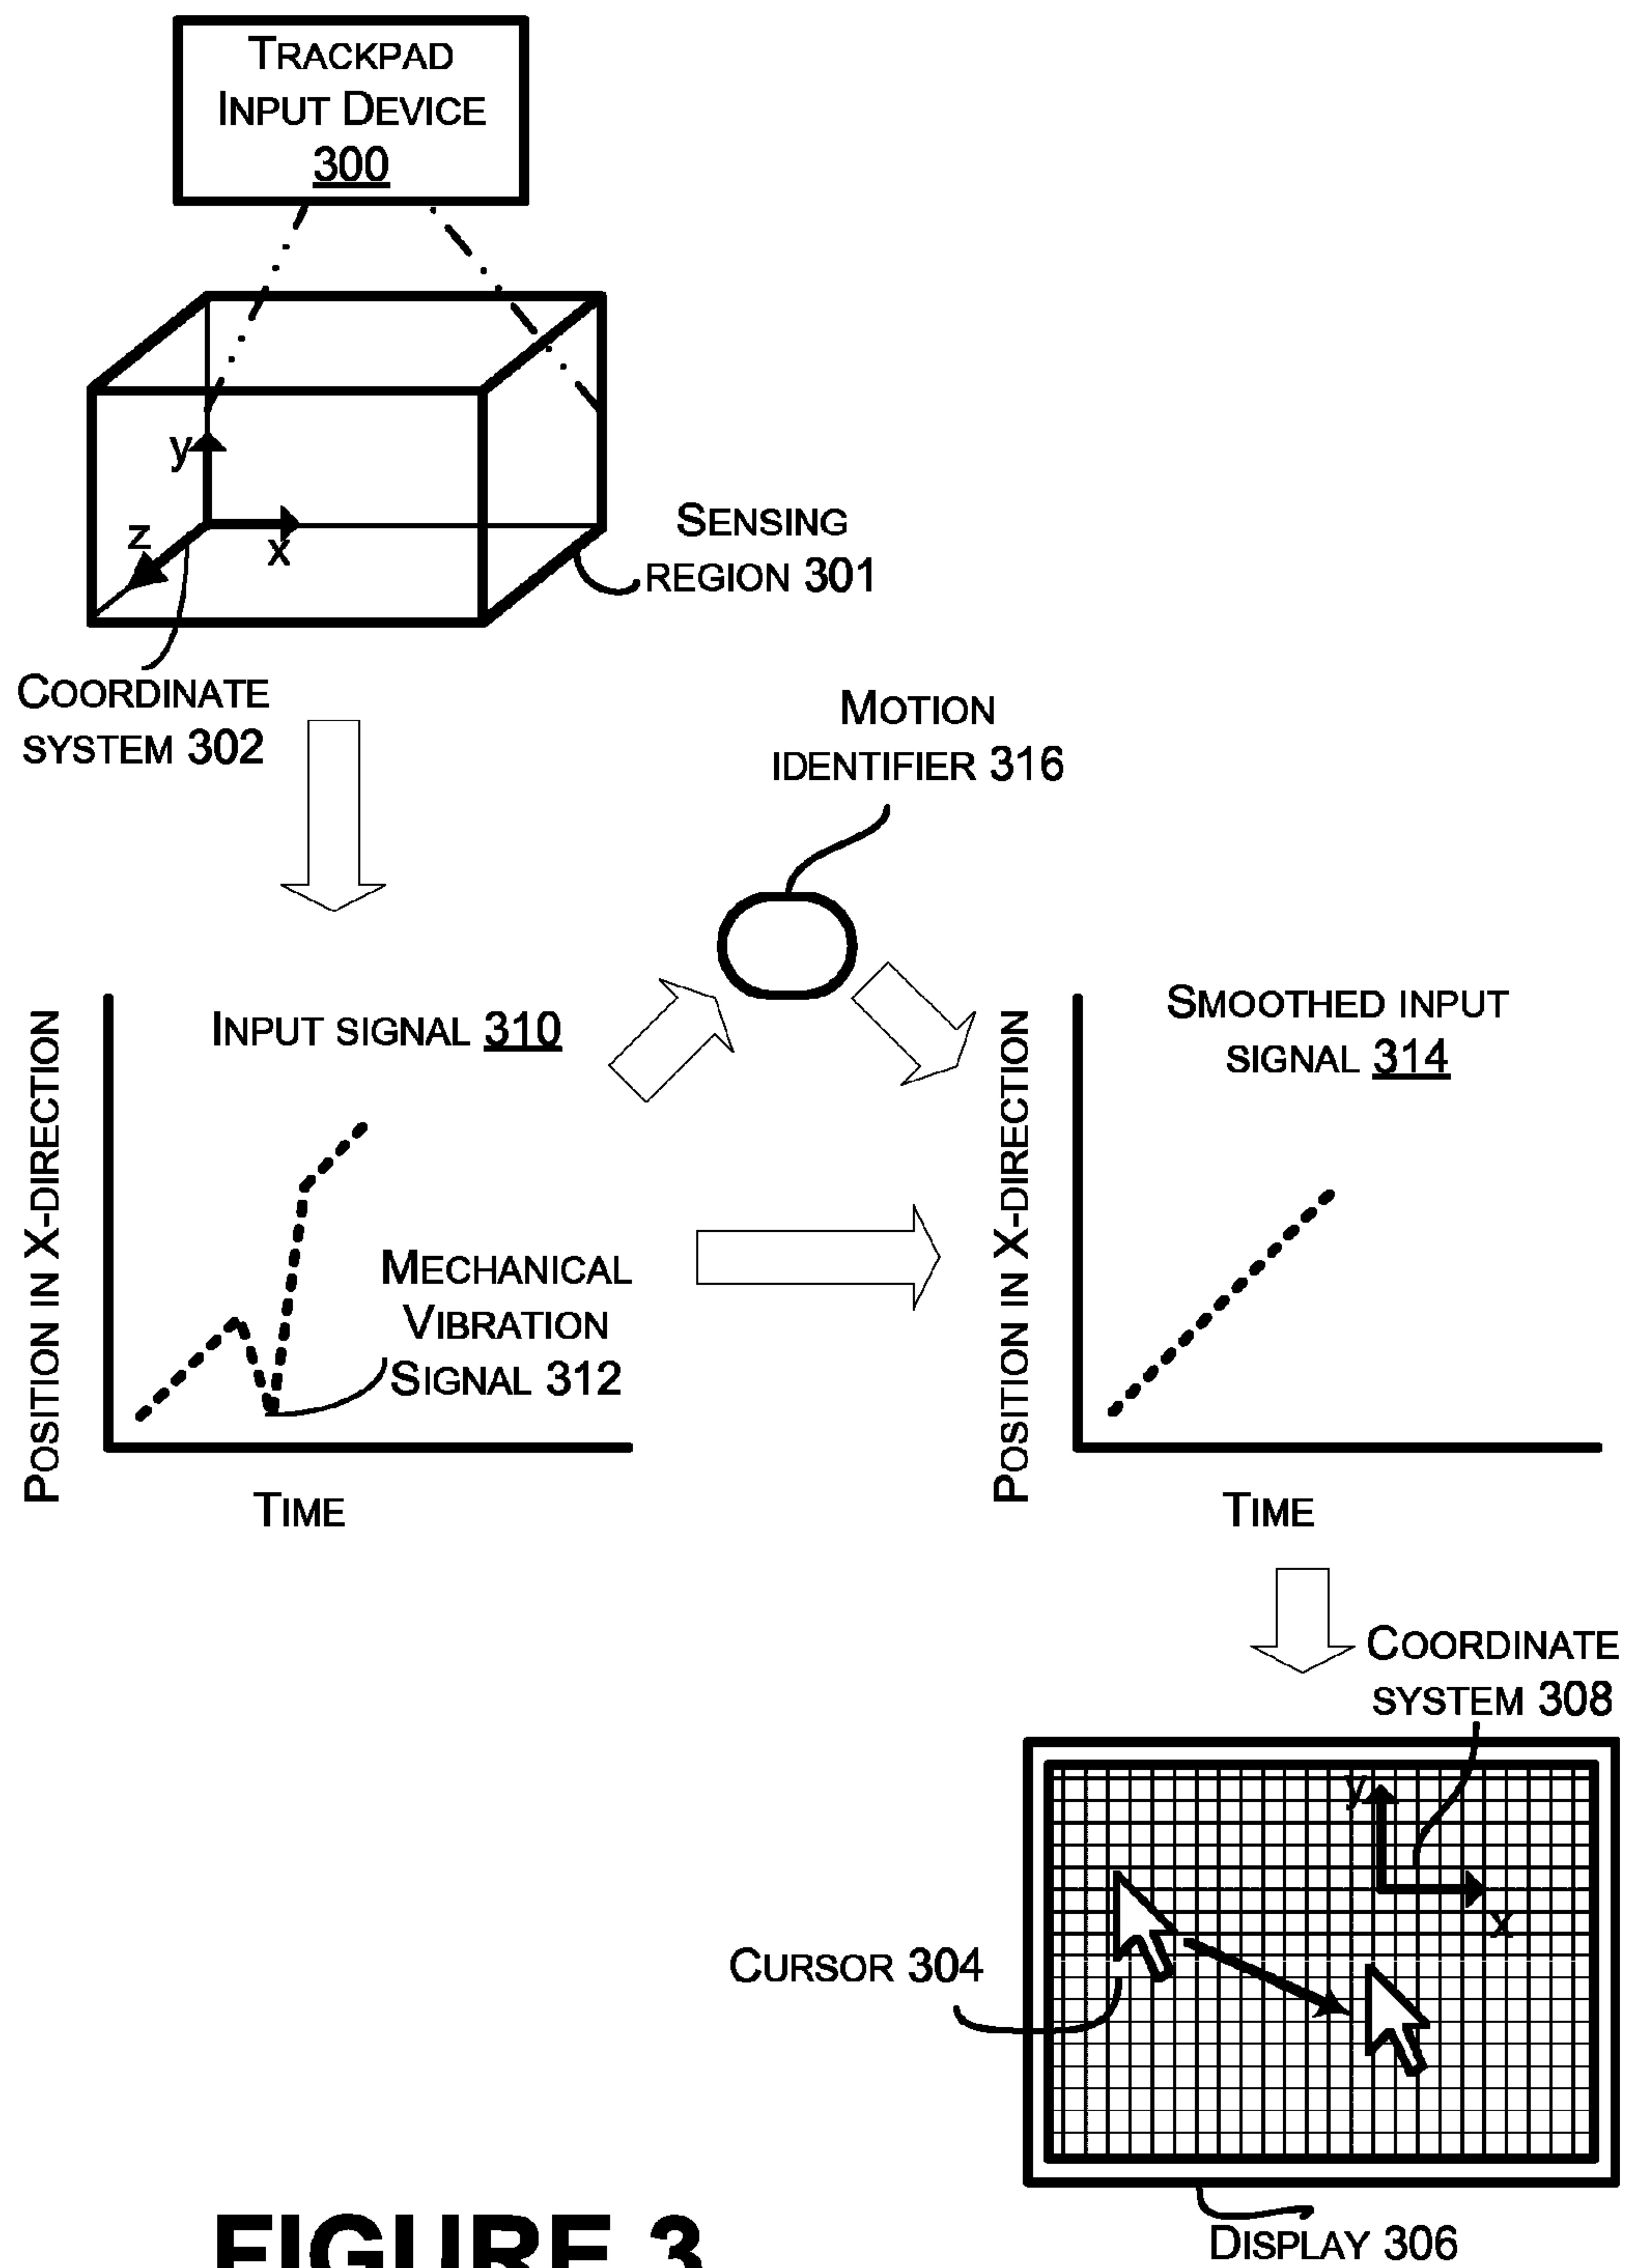 TRACKPAD
INPUT DEVICE
300
y
z
x
SENSING
REGION 301
COORDINATE
SYSTEM 302
MOTION
IDENTIFIER 316
INPUT SIGNAL 310
POSITION IN X-DIRECTION
MECHANICAL
VIBRATION
SIGNAL 312
TIME
SMOOTHED INPUT
SIGNAL 314
POSITION IN X-DIRECTION
TIME
COORDINATE
SYSTEM 308
y
x
CURSOR 304
DISPLAY 306
FIGURE 3